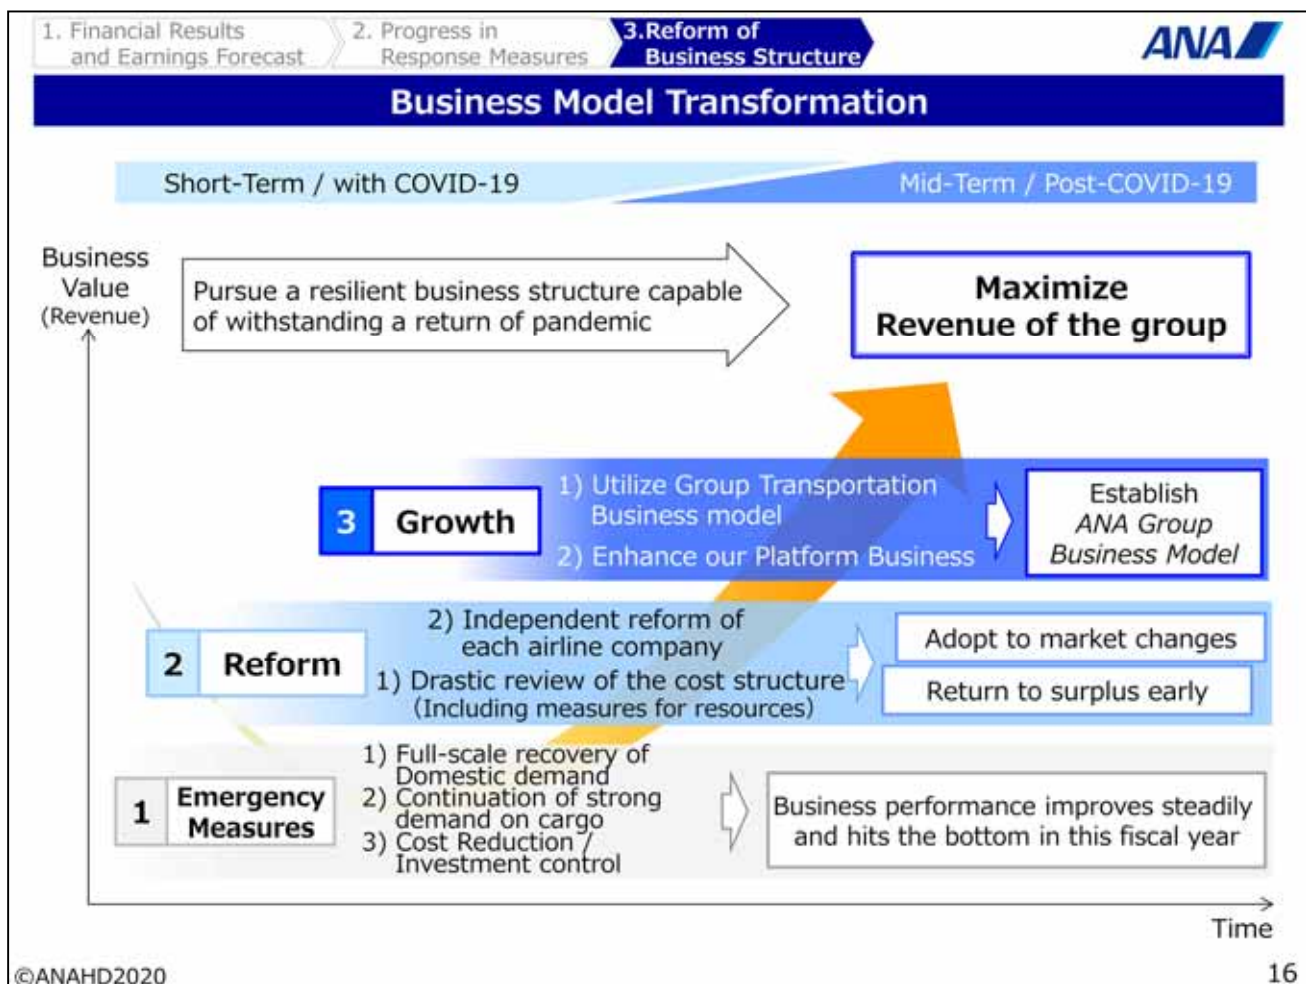 1. Financial Results
and Earnings Forecast
2. Progress in
Response Measures
3.Reform of
Business Structure
ANA
Business Model Transformation
Short-Term / with COVID-19
Mid-Term / Post-COVID-19
Business
Value
(Revenue)
Pursue a resilient business structure capable
of withstanding a return of pandemic
Maximize
Revenue of the group
3 Growth
1) Utilize Group Transportation
Business model
2) Enhance our Platform Business
Establish
ANA Group
Business Model
2 Reform
2) Independent reform of
each airline company
1) Drastic review of the cost structure
(Including measures for resources)
Adopt to market changes
Return to surplus early
1 Emergency
Measures
1) Full-scale recovery of
Domestic demand
2) Continuation of strong
demand on cargo
3) Cost Reduction /
Investment control
Business performance improves steadily
and hits the bottom in this fiscal year
Time
©ANAHD2020
16